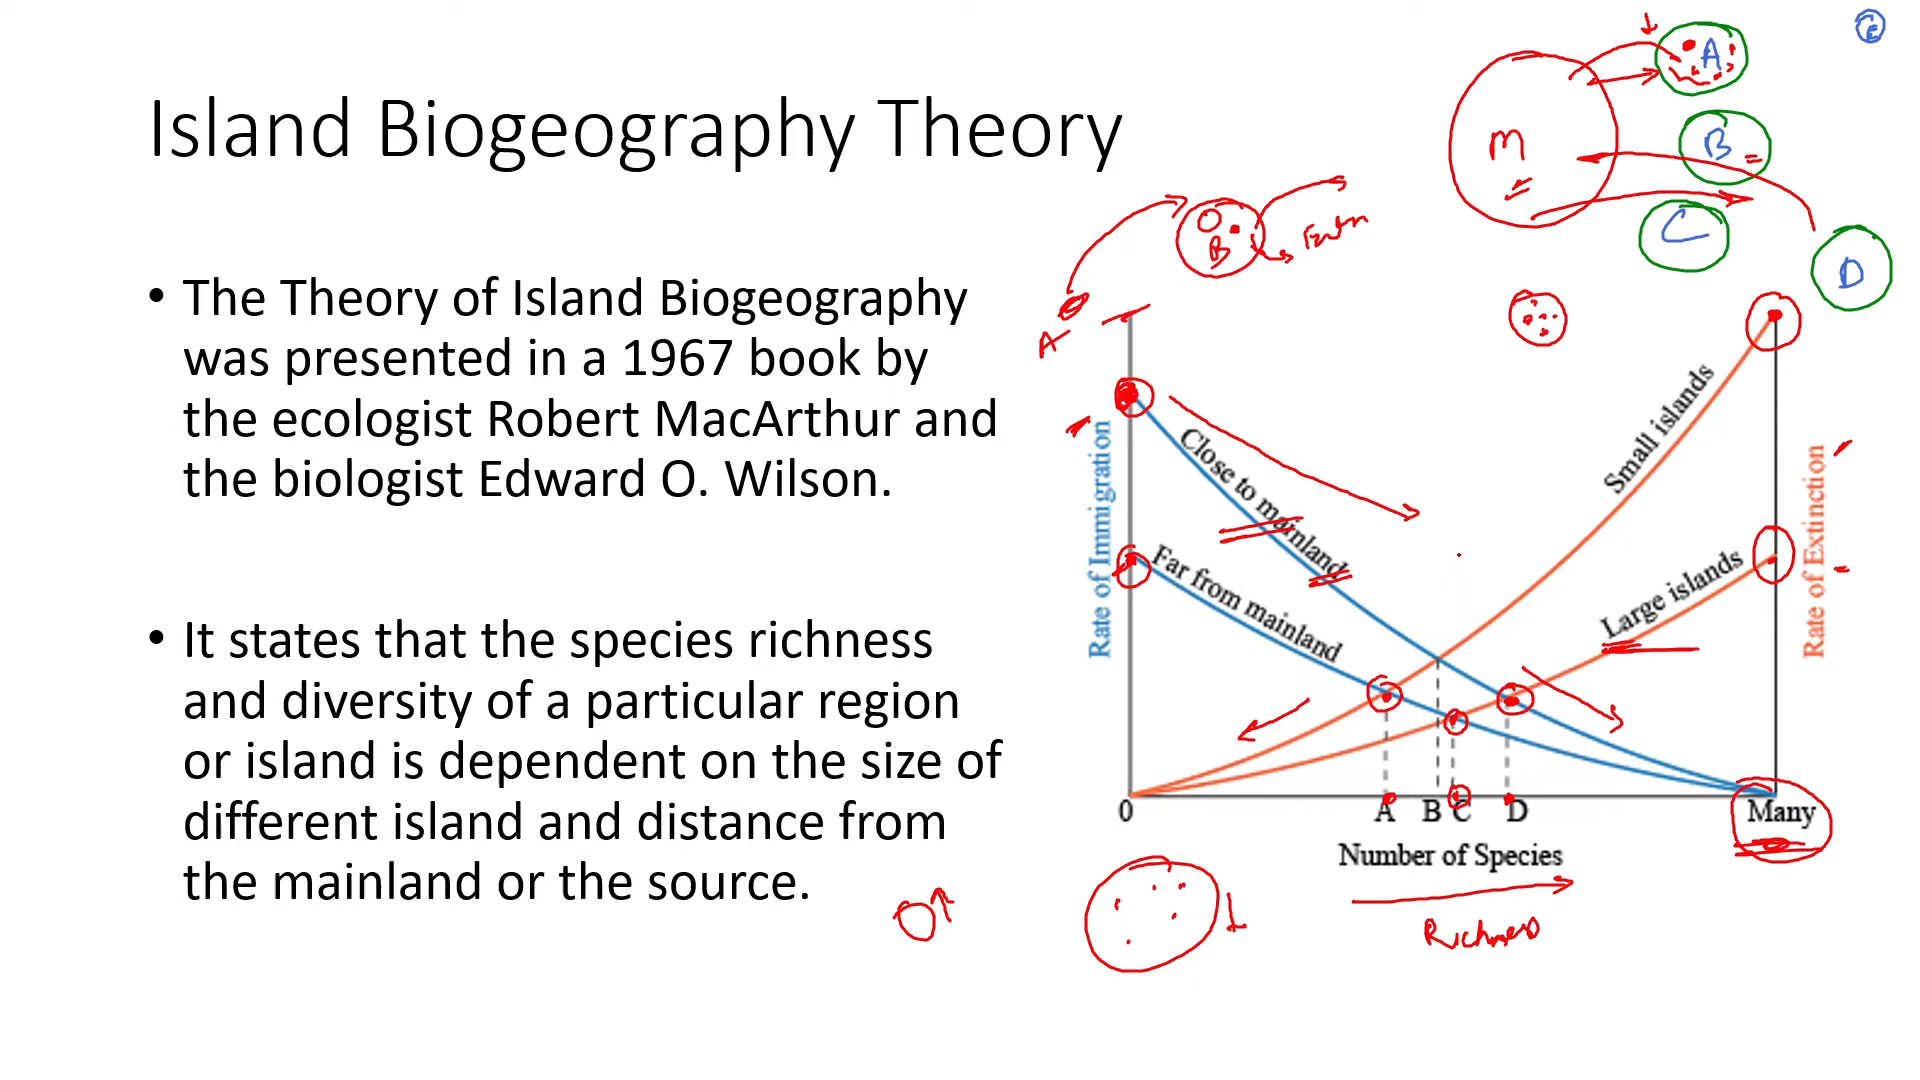 Island Biogeography Theory
• The Theory of Island Biogeography
was presented in a 1967 book by
the ecologist Robert MacArthur and
the biologist Edward O. Wilson.
• It states that the species richness
and diversity of a particular region
or island is dependent on the size of
different island and distance from
the mainland or the source.
M
A
B
C
D
E
B
A
Rate of Immigration
Close to mainland
Far from mainland
Small islands
Large islands
Rate of Extinction
0
A
B
C
D
Many
Number of Species
Richness
L